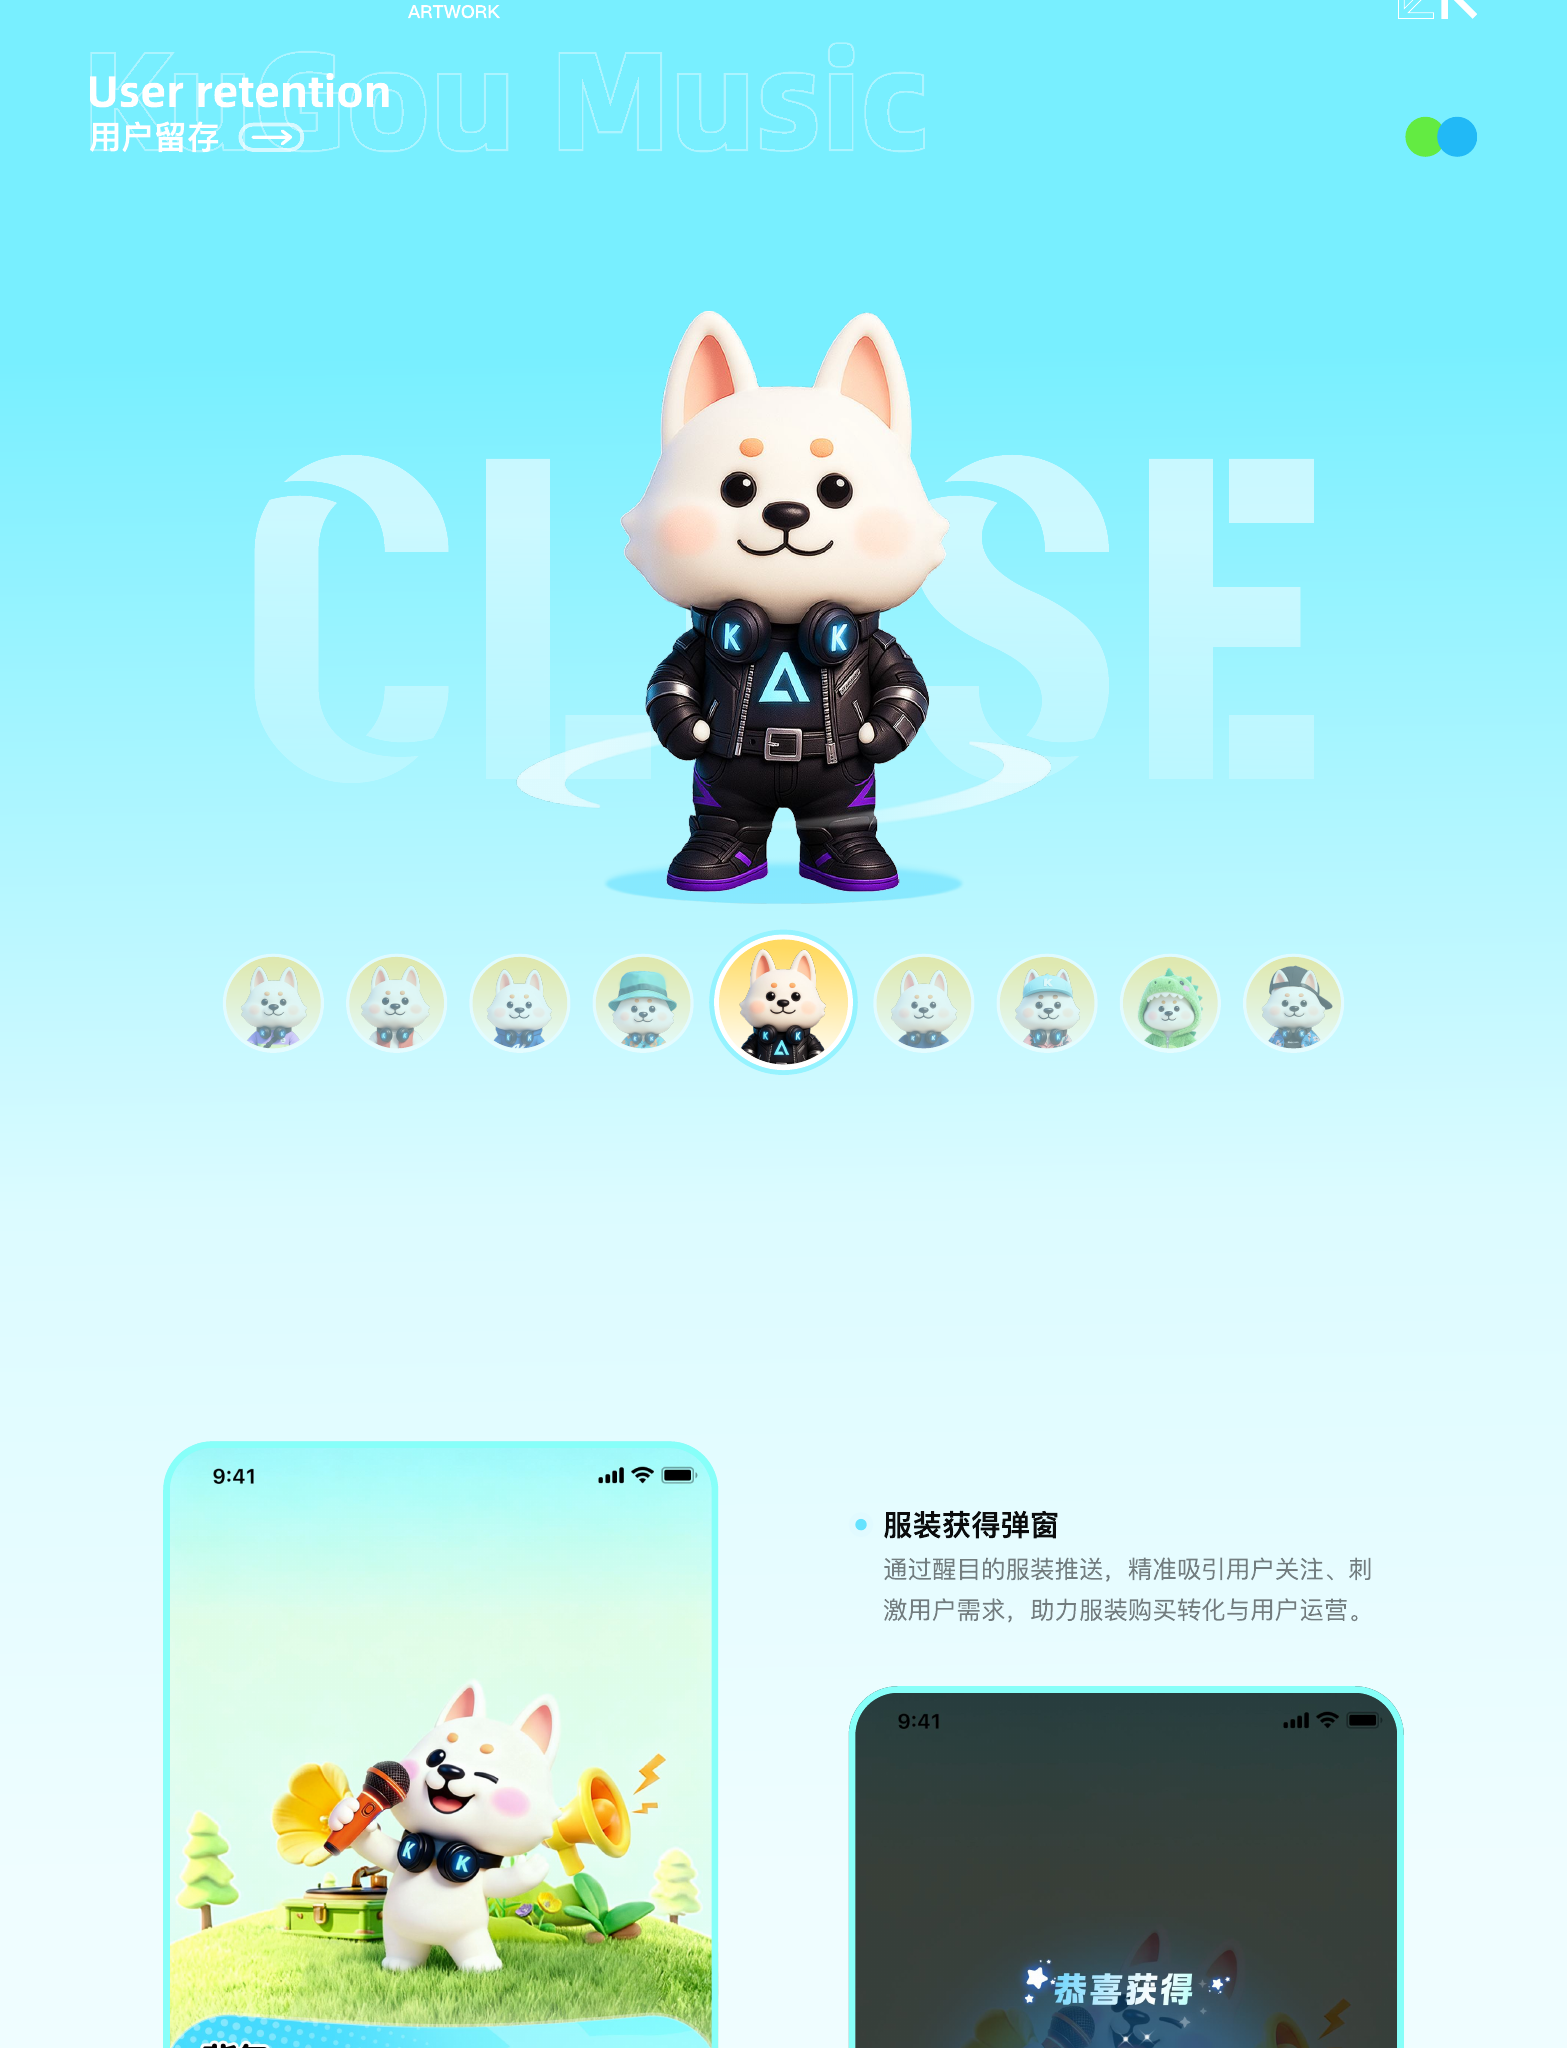 ARTWORK
KuGou Music
User retention
用户留存
CL SE
K K
9:41
服装获得弹窗
通过醒目的服装推送，精准吸引用户关注、刺
激用户需求，助力服装购买转化与用户运营。
9:41
K K
恭喜获得